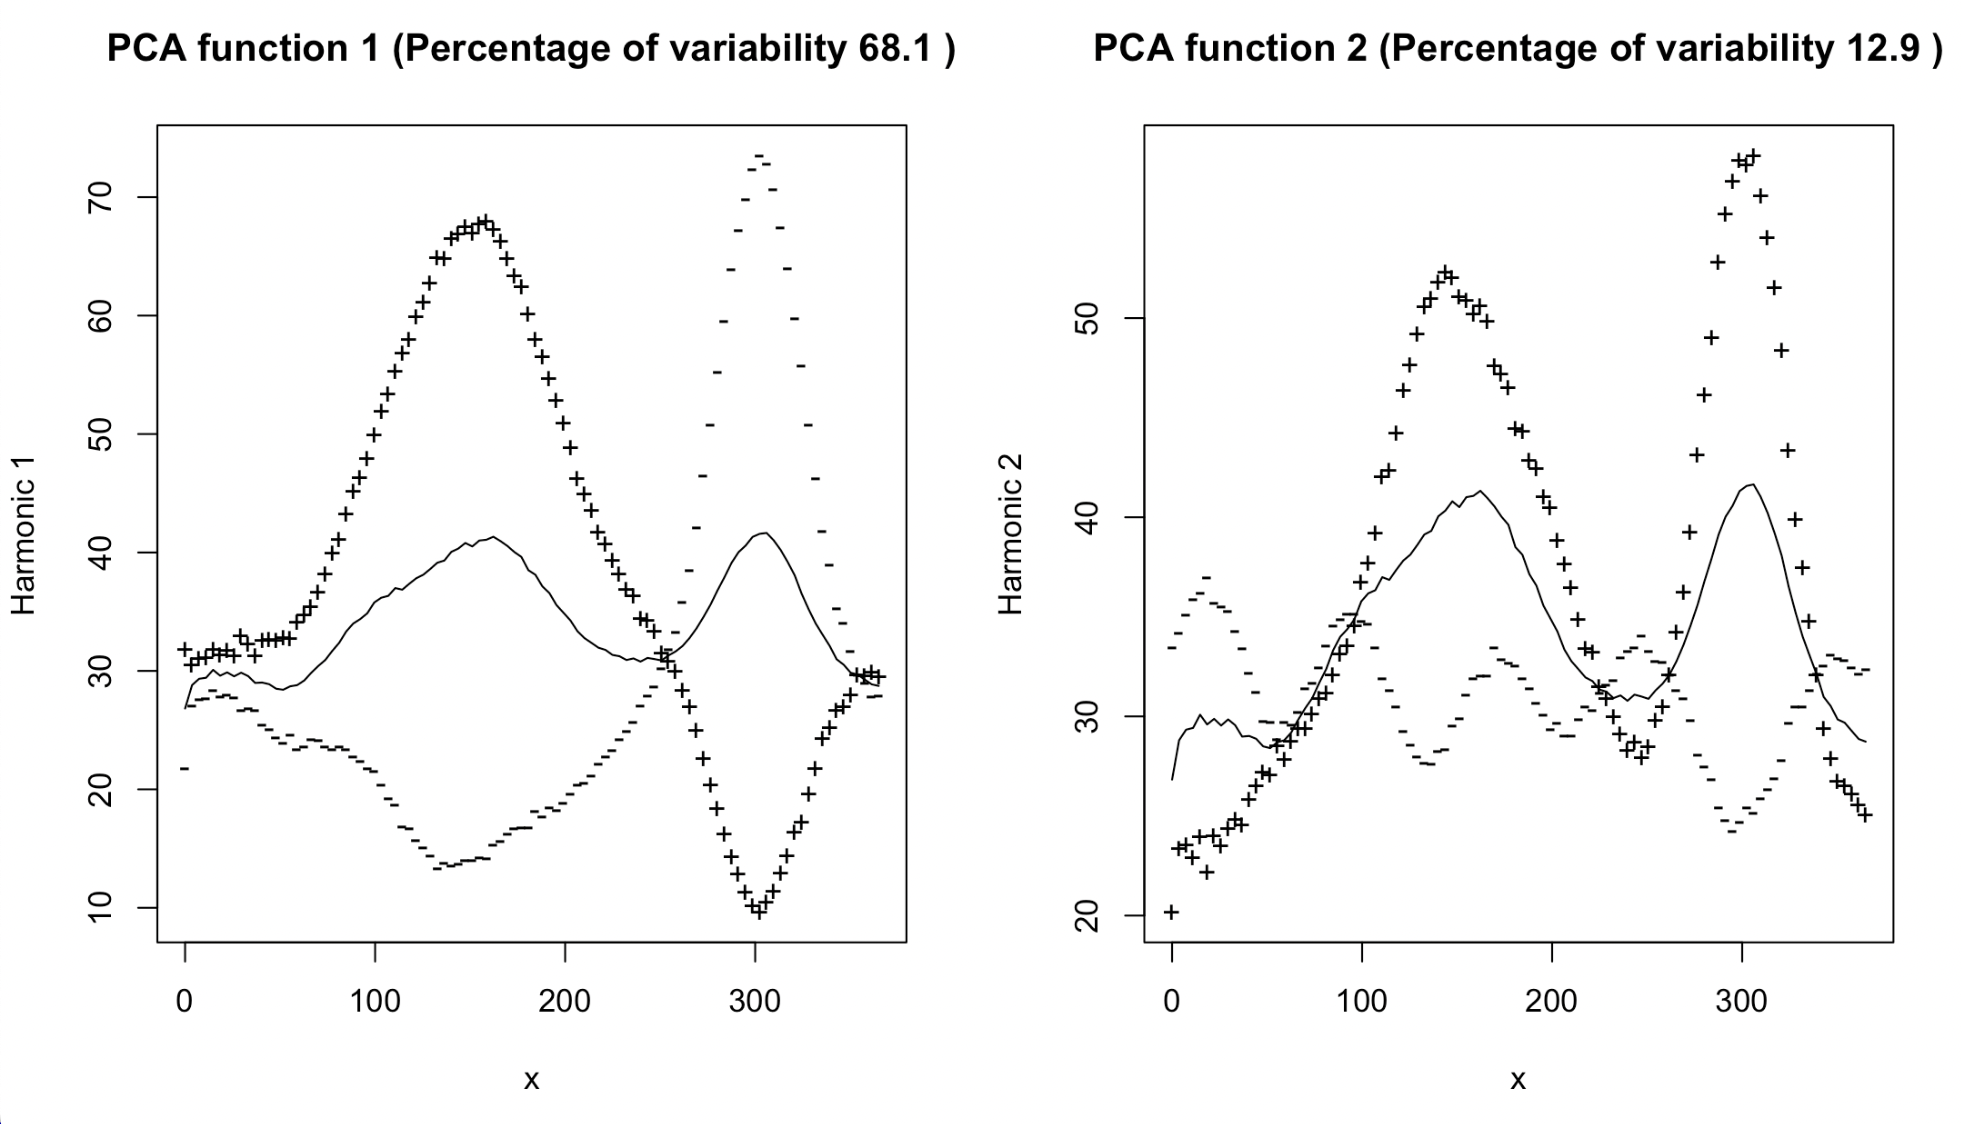 PCA function 1 (Percentage of variability 68.1 )
Harmonic 1
70
60
50
40
30
20
10
0 100 200 300
x
PCA function 2 (Percentage of variability 12.9 )
Harmonic 2
50
40
30
20
0 100 200 300
x